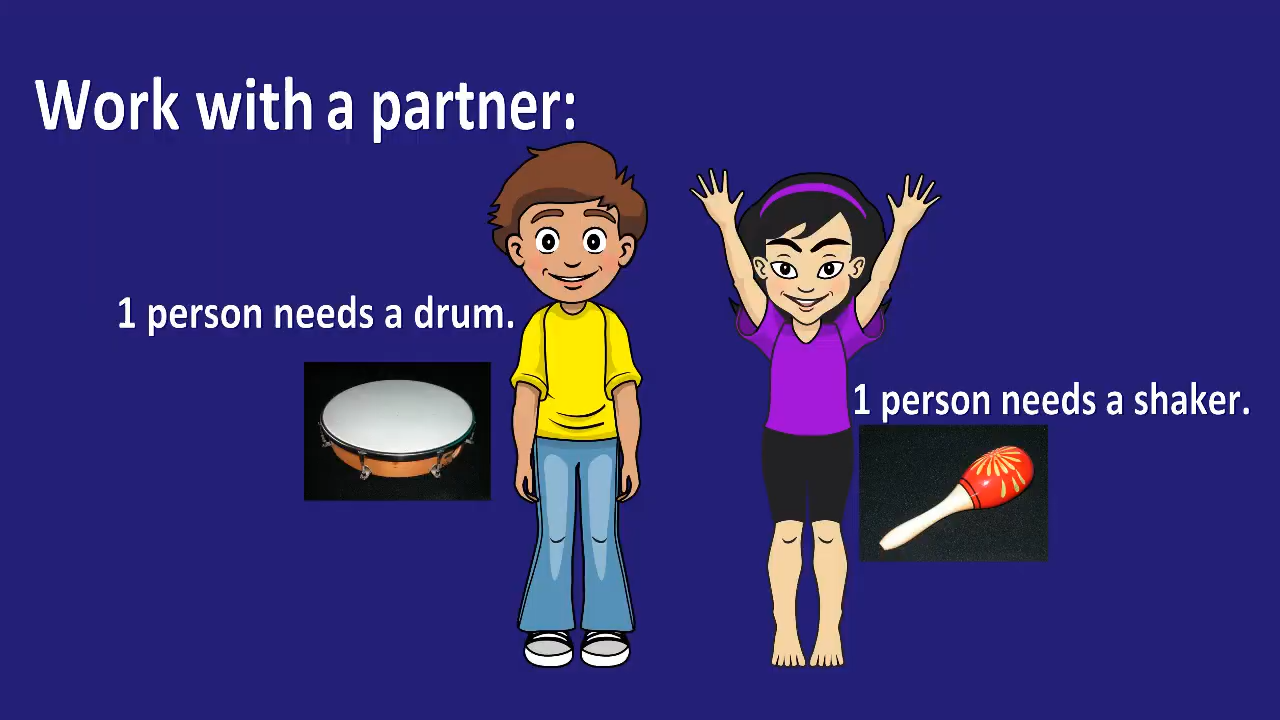 Work with a partner:
1 person needs a drum.
1 person needs a shaker.